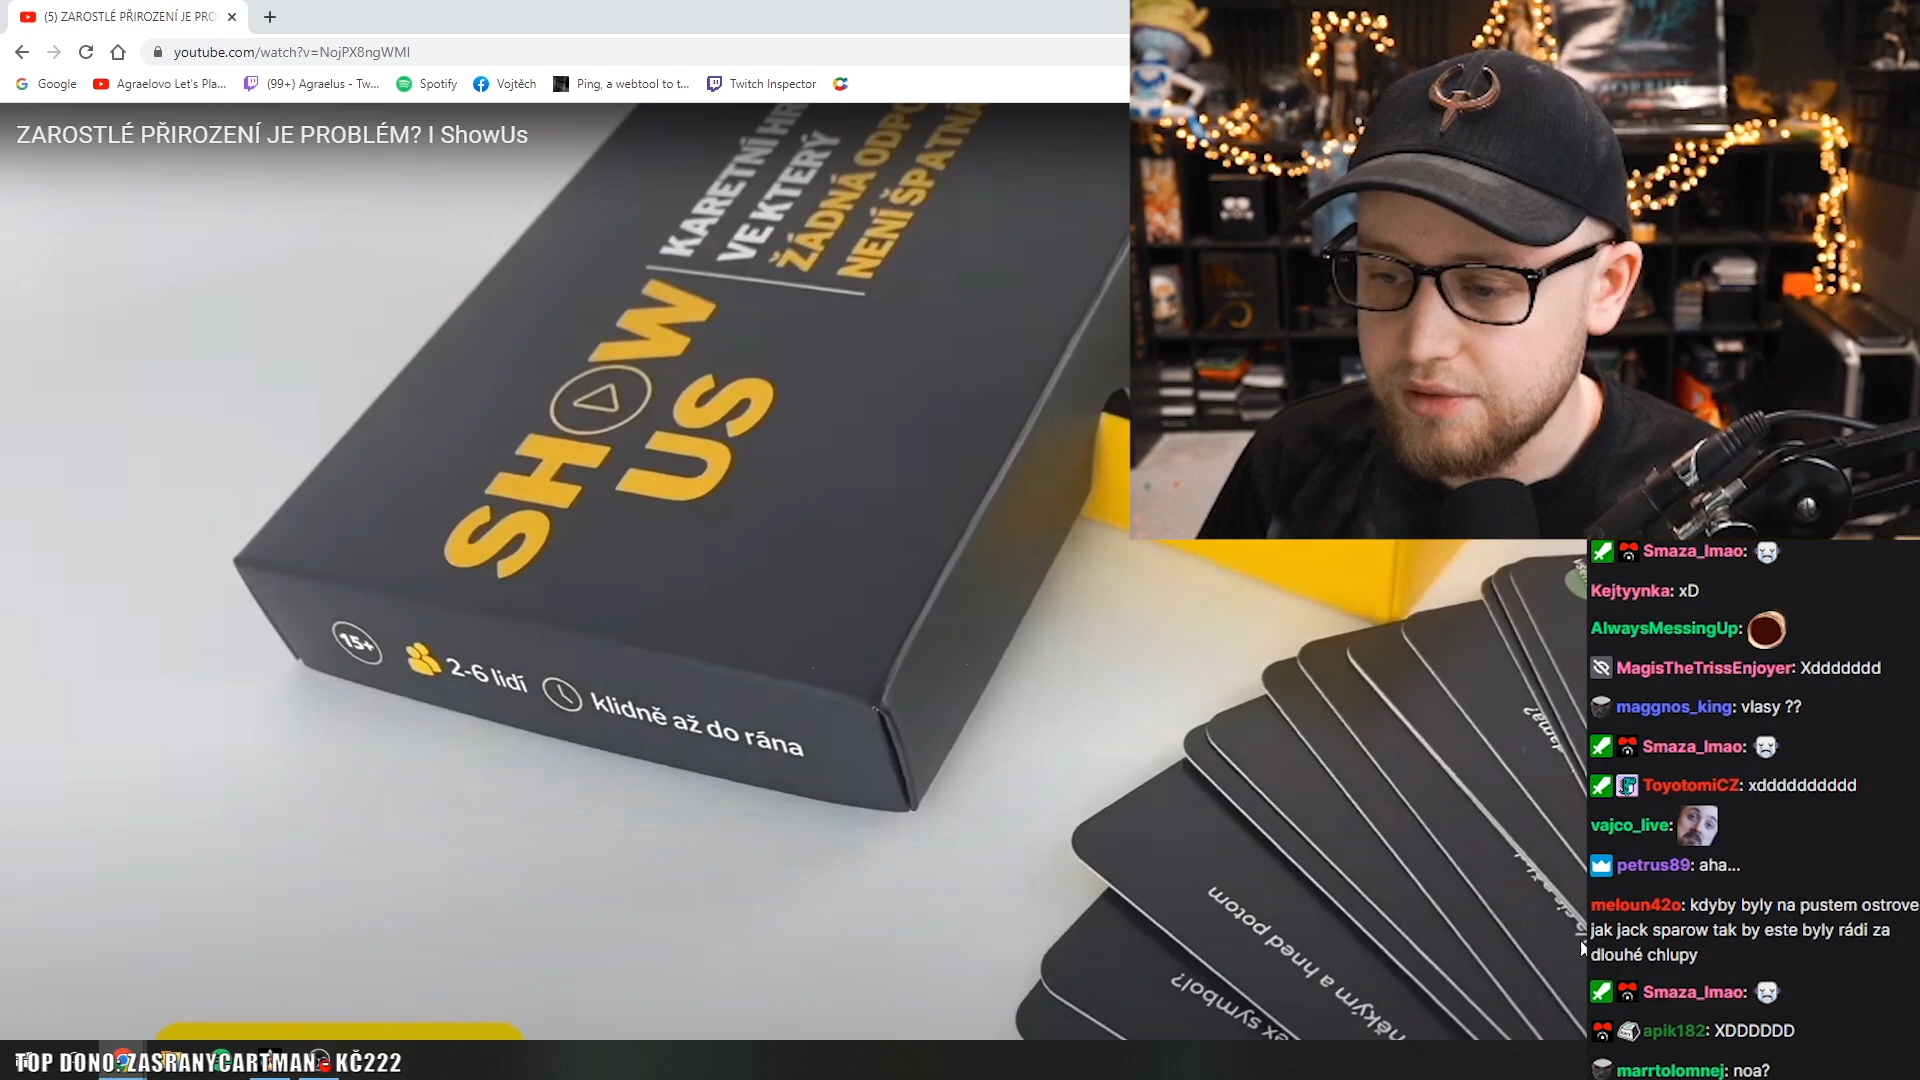 (5) ZAROSTLÉ PŘIROZENÍ JE PRO
youtube.com/watch?v=NojPX8ngWMI
Google
Agraelovo Let's Pla...
(99+) Agraelus - Tw...
Spotify
Vojtěch
Ping, a webtool to t...
Twitch Inspector
ZAROSTLÉ PŘIROZENÍ JE PROBLÉM? I ShowUs
SHOW
US
KARETNÍ HR
VE KTERÝ
ŽÁDNÁ ODPO
NENÍ ŠPATNÁ
15+
2-6 lidí
klidně až do rána
někým a hned potom
ex symbol?
Smaza_lmao:
Kejtyynka: xD
AlwaysMessingUp:
MagisTheTrissEnjoyer: Xddddddd
maggnos_king: vlasy ??
Smaza_lmao:
ToyotomiCZ: xdddddddddd
vajco_live:
petrus89: aha...
meloun42o: kdyby byly na pustem ostrove
jak jack sparow tak by este byly rádi za
dlouhé chlupy
Smaza_lmao:
apik182: XDDDDDD
marrtolomnej: noa?
TOP DONO: ZASRANYCARTMAN - KČ222